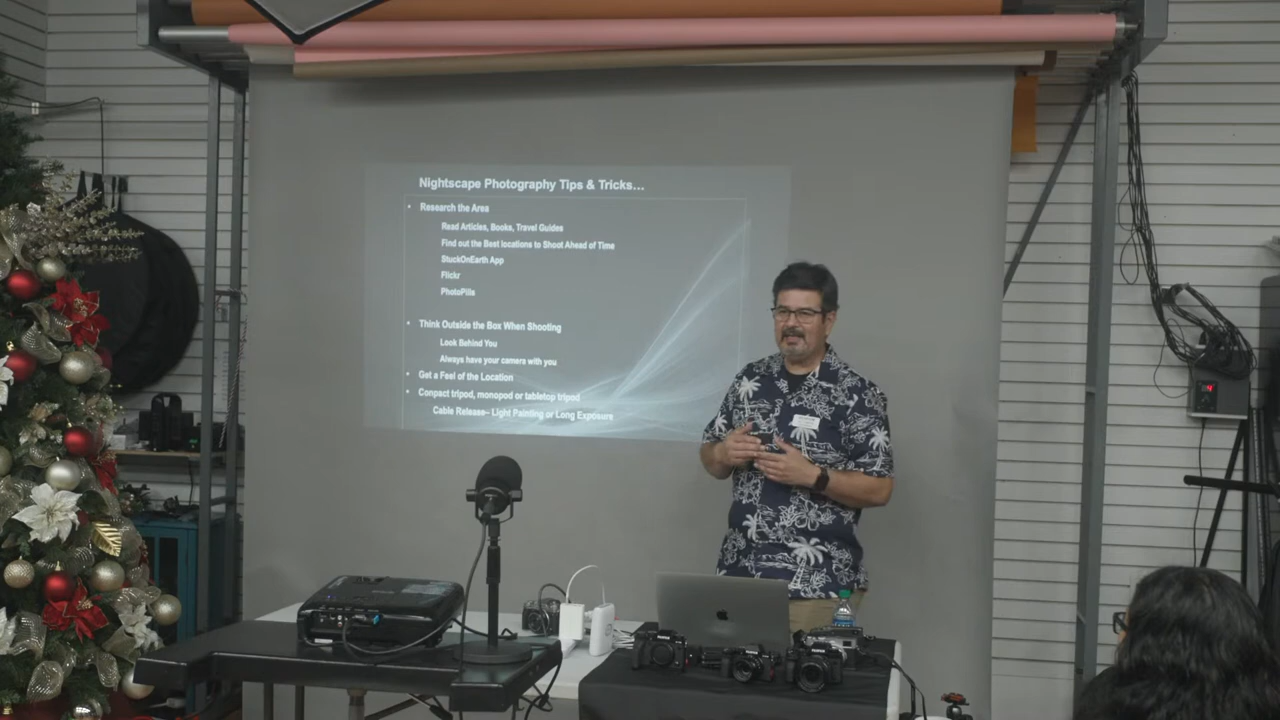 Nightscape Photography Tips & Tricks...
• Research the Area
Read Articles, Books, Travel Guides
Find out the Best locations to Shoot Ahead of Time
StuckOnEarth App
Flickr
PhotoPills
• Think Outside the Box When Shooting
Look Behind You
Always have your camera with you
• Get a Feel of the Location
• Conpact tripod, monopod or tabletop tripod
Cable Release– Light Painting or Long Exposure